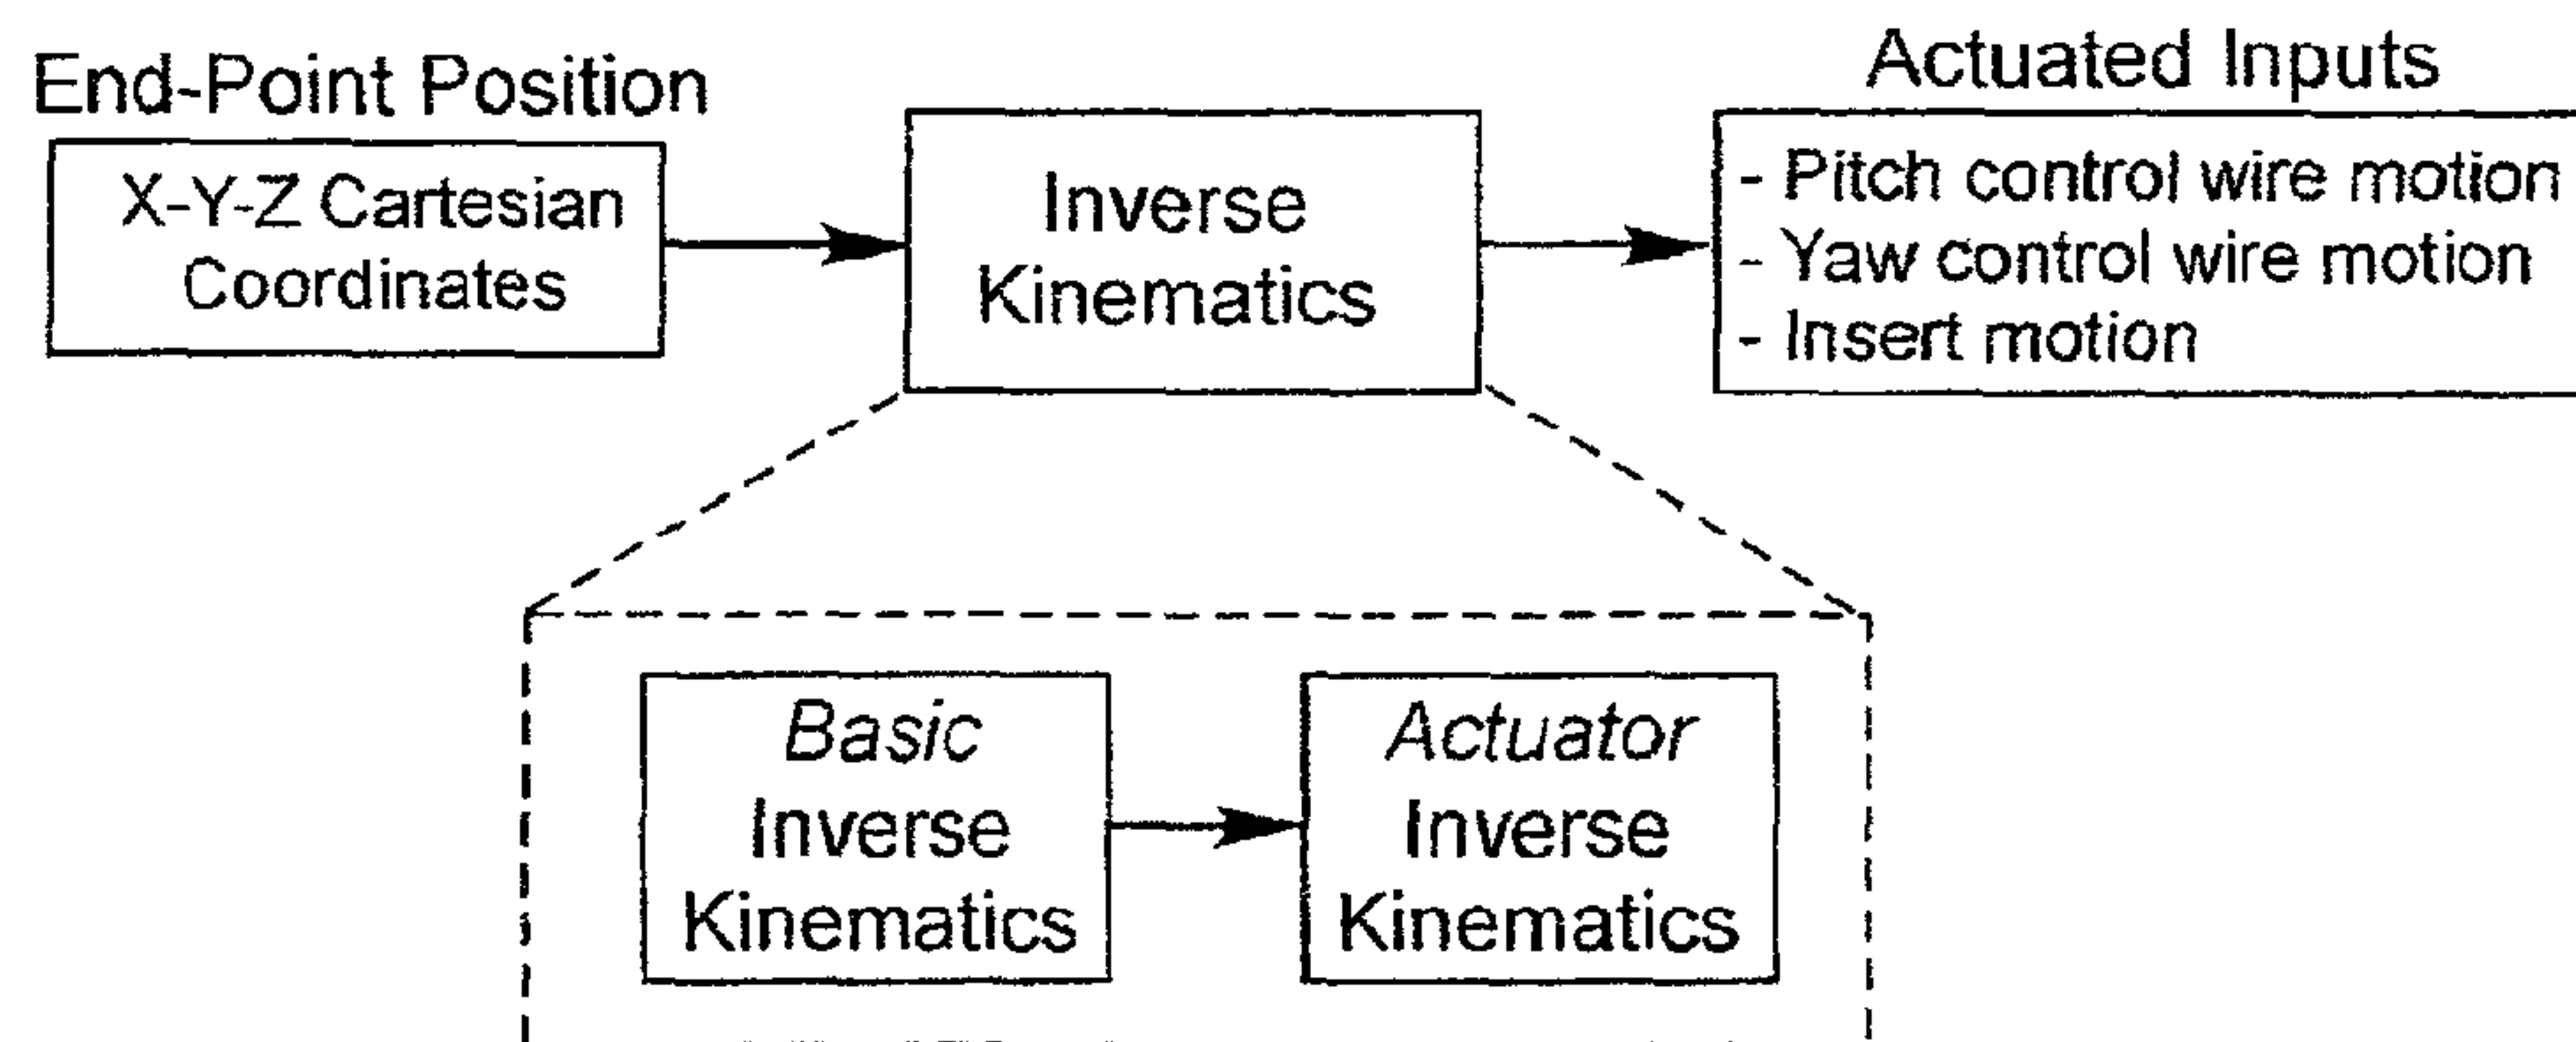 End-Point Position
X-Y-Z Cartesian
Coordinates
Inverse
Kinematics
Actuated Inputs
- Pitch control wire motion
- Yaw control wire motion
- Insert motion
Basic
Inverse
Kinematics
Actuator
Inverse
Kinematics